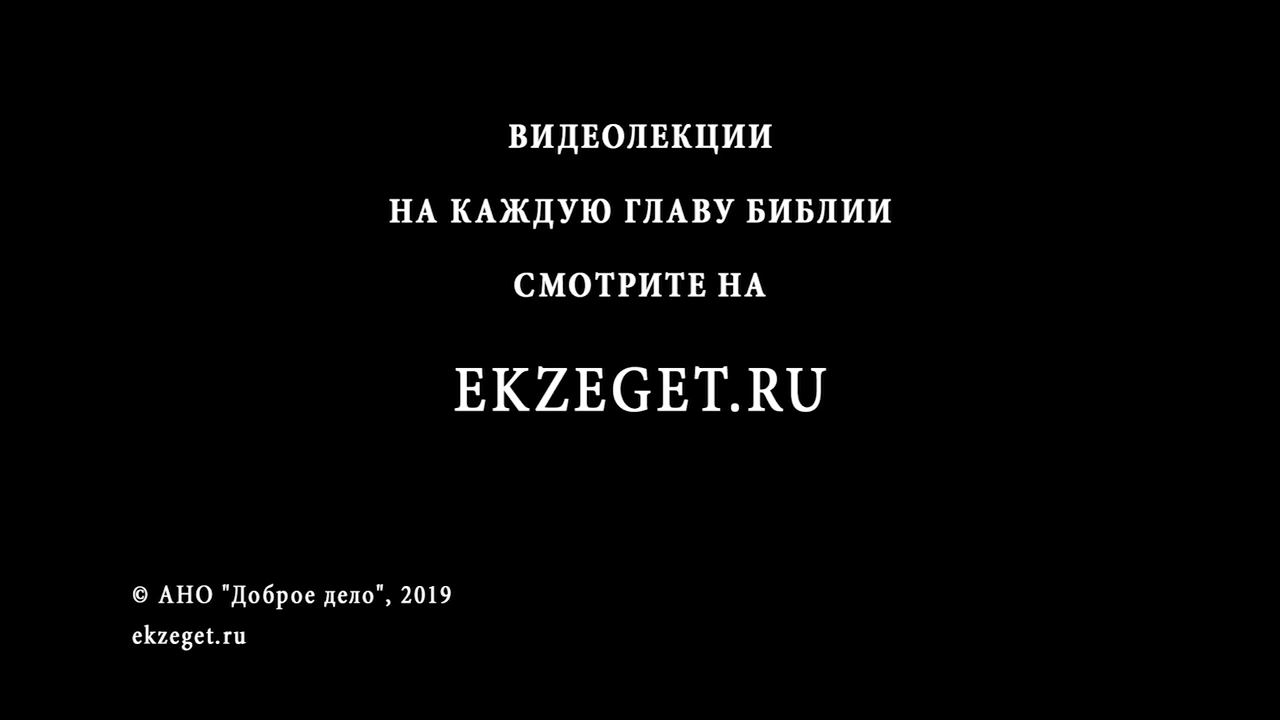 ВИДЕОЛЕКЦИИ
НА КАЖДУЮ ГЛАВУ БИБЛИИ
СМОТРИТЕ НА
EKZEGET.RU
© АНО "Доброе дело", 2019
ekzeget.ru